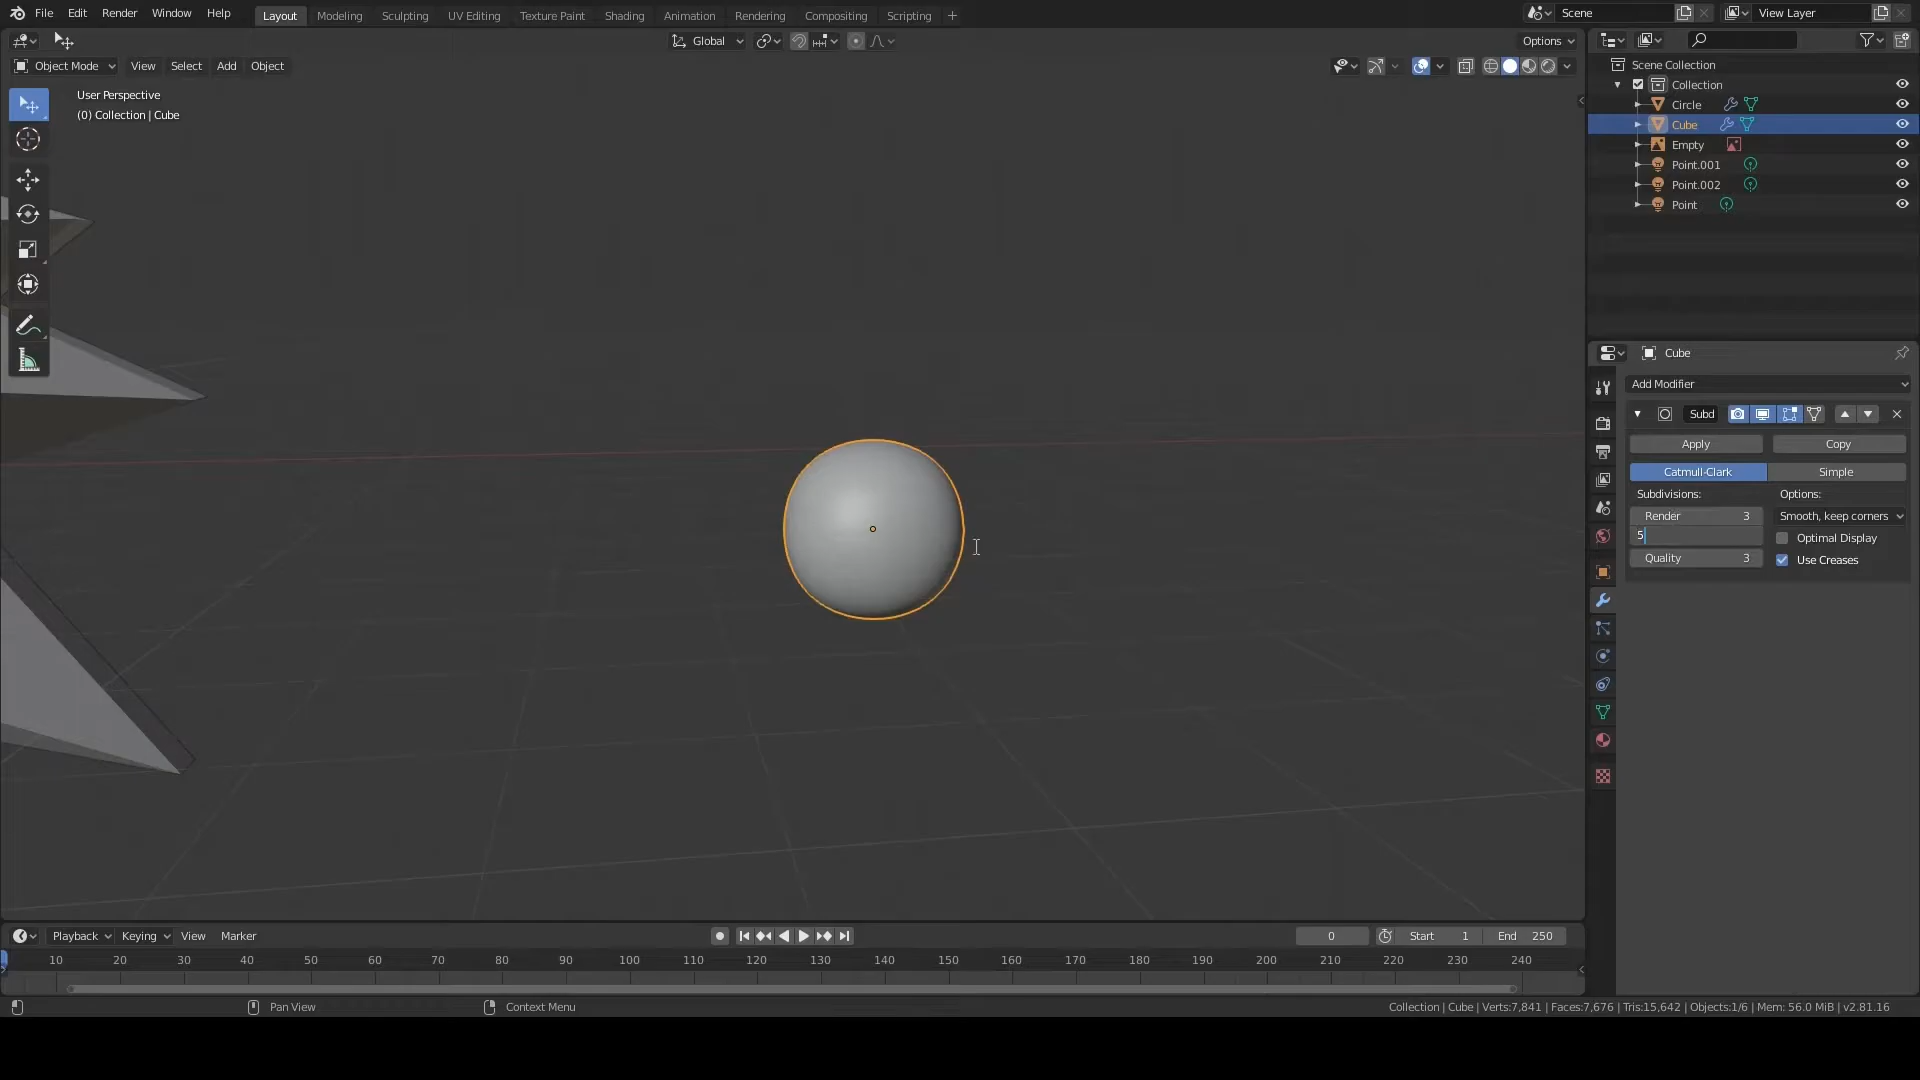 File Edit Render Window Help Layout Modeling Sculpting UV Editing Texture Paint Shading Animation Rendering Compositing Scripting + Scene View Layer
Global Options
Object Mode View Select Add Object
User Perspective
(0) Collection | Cube
Scene Collection
Collection
Circle
Cube
Empty
Point.001
Point.002
Point
Cube
Add Modifier
Subd
Apply Copy
Catmull-Clark Simple
Subdivisions: Options:
Render 3 Smooth, keep corners
5 Optimal Display
Quality 3 Use Creases
Playback Keying View Marker 0 Start 1 End 250
10 20 30 40 50 60 70 80 90 100 110 120 130 140 150 160 170 180 190 200 210 220 230 240
Pan View Context Menu Collection | Cube | Verts:7,841 | Faces:7,676 | Tris:15,642 | Objects:1/6 | Mem: 56.0 MiB | v2.81.16